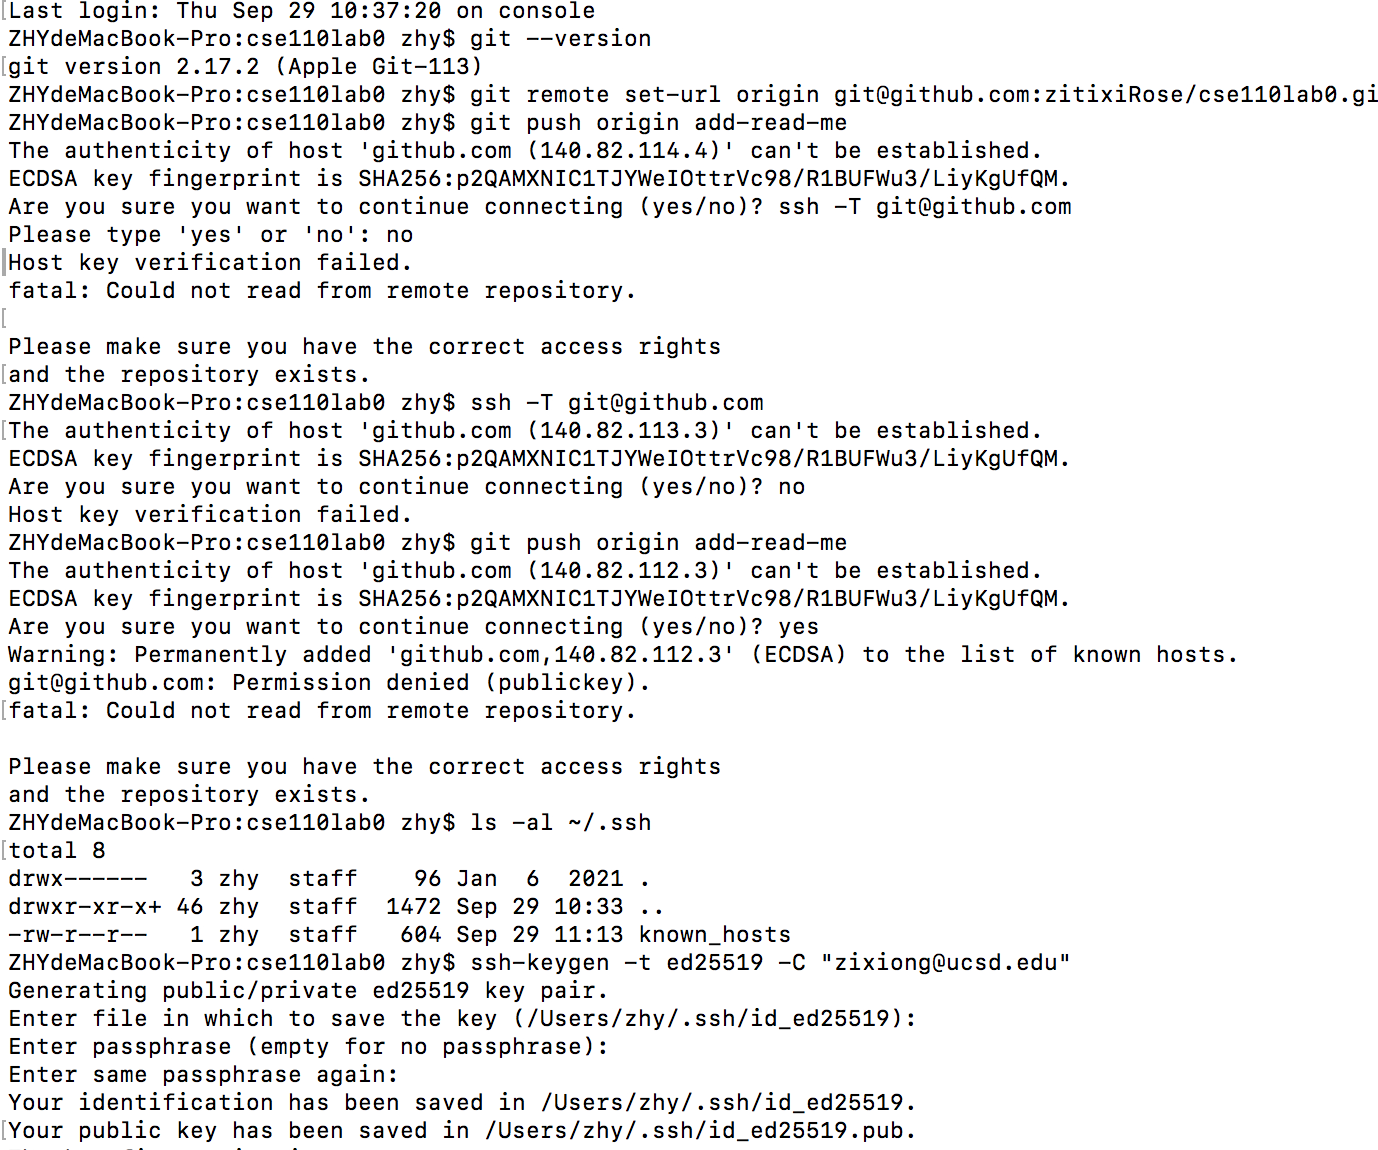 Last login: Thu Sep 29 10:37:20 on console
ZHYdeMacBook-Pro:cse110lab0 zhy$ git --version
git version 2.17.2 (Apple Git-113)
ZHYdeMacBook-Pro:cse110lab0 zhy$ git remote set-url origin git@github.com:zitixiRose/cse110lab0.gi
ZHYdeMacBook-Pro:cse110lab0 zhy$ git push origin add-read-me
The authenticity of host 'github.com (140.82.114.4)' can't be established.
ECDSA key fingerprint is SHA256:p2QAMXNIC1TJYWeIOttrVc98/R1BUFWu3/LiyKgUfQM.
Are you sure you want to continue connecting (yes/no)? ssh -T git@github.com
Please type 'yes' or 'no': no
Host key verification failed.
fatal: Could not read from remote repository.
Please make sure you have the correct access rights
and the repository exists.
ZHYdeMacBook-Pro:cse110lab0 zhy$ ssh -T git@github.com
The authenticity of host 'github.com (140.82.113.3)' can't be established.
ECDSA key fingerprint is SHA256:p2QAMXNIC1TJYWeIOttrVc98/R1BUFWu3/LiyKgUfQM.
Are you sure you want to continue connecting (yes/no)? no
Host key verification failed.
ZHYdeMacBook-Pro:cse110lab0 zhy$ git push origin add-read-me
The authenticity of host 'github.com (140.82.112.3)' can't be established.
ECDSA key fingerprint is SHA256:p2QAMXNIC1TJYWeIOttrVc98/R1BUFWu3/LiyKgUfQM.
Are you sure you want to continue connecting (yes/no)? yes
Warning: Permanently added 'github.com,140.82.112.3' (ECDSA) to the list of known hosts.
git@github.com: Permission denied (publickey).
fatal: Could not read from remote repository.
Please make sure you have the correct access rights
and the repository exists.
ZHYdeMacBook-Pro:cse110lab0 zhy$ ls -al ~/.ssh
total 8
drwx------   3 zhy  staff    96 Jan  6  2021 .
drwxr-xr-x+ 46 zhy  staff  1472 Sep 29 10:33 ..
-rw-r--r--   1 zhy  staff   604 Sep 29 11:13 known_hosts
ZHYdeMacBook-Pro:cse110lab0 zhy$ ssh-keygen -t ed25519 -C "zixiong@ucsd.edu"
Generating public/private ed25519 key pair.
Enter file in which to save the key (/Users/zhy/.ssh/id_ed25519):
Enter passphrase (empty for no passphrase):
Enter same passphrase again:
Your identification has been saved in /Users/zhy/.ssh/id_ed25519.
Your public key has been saved in /Users/zhy/.ssh/id_ed25519.pub.